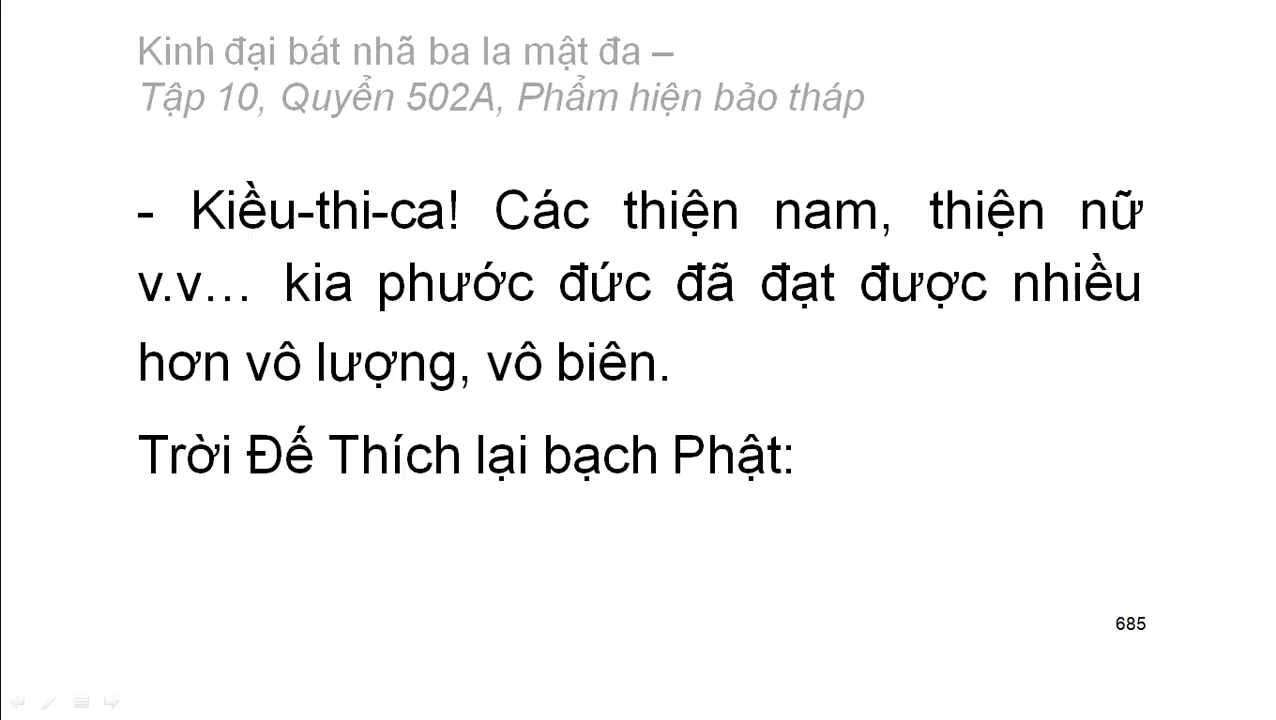 Kinh đại bát nhã ba la mật đa –
Tập 10, Quyển 502A, Phẩm hiện bảo tháp
- Kiều-thi-ca! Các thiện nam, thiện nữ
v.v… kia phước đức đã đạt được nhiều
hơn vô lượng, vô biên.
Trời Đế Thích lại bạch Phật:
685